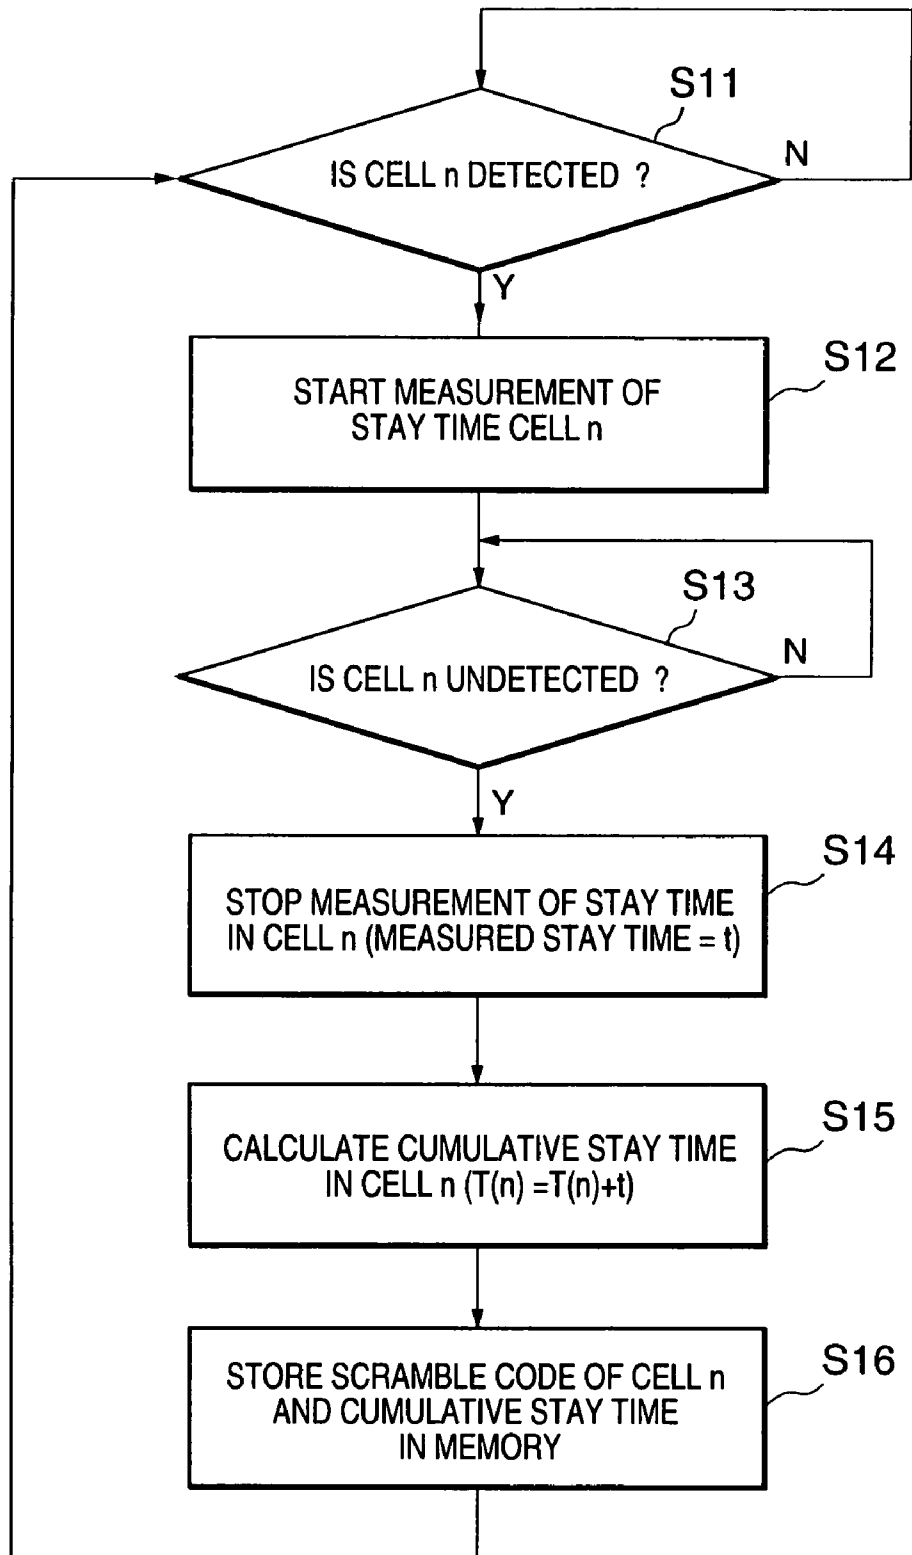 S11
IS CELL n DETECTED ?
N
Y
S12
START MEASUREMENT OF
STAY TIME CELL n
S13
IS CELL n UNDETECTED ?
N
Y
S14
STOP MEASUREMENT OF STAY TIME
IN CELL n (MEASURED STAY TIME = t)
S15
CALCULATE CUMULATIVE STAY TIME
IN CELL n (T(n) =T(n)+t)
S16
STORE SCRAMBLE CODE OF CELL n
AND CUMULATIVE STAY TIME
IN MEMORY